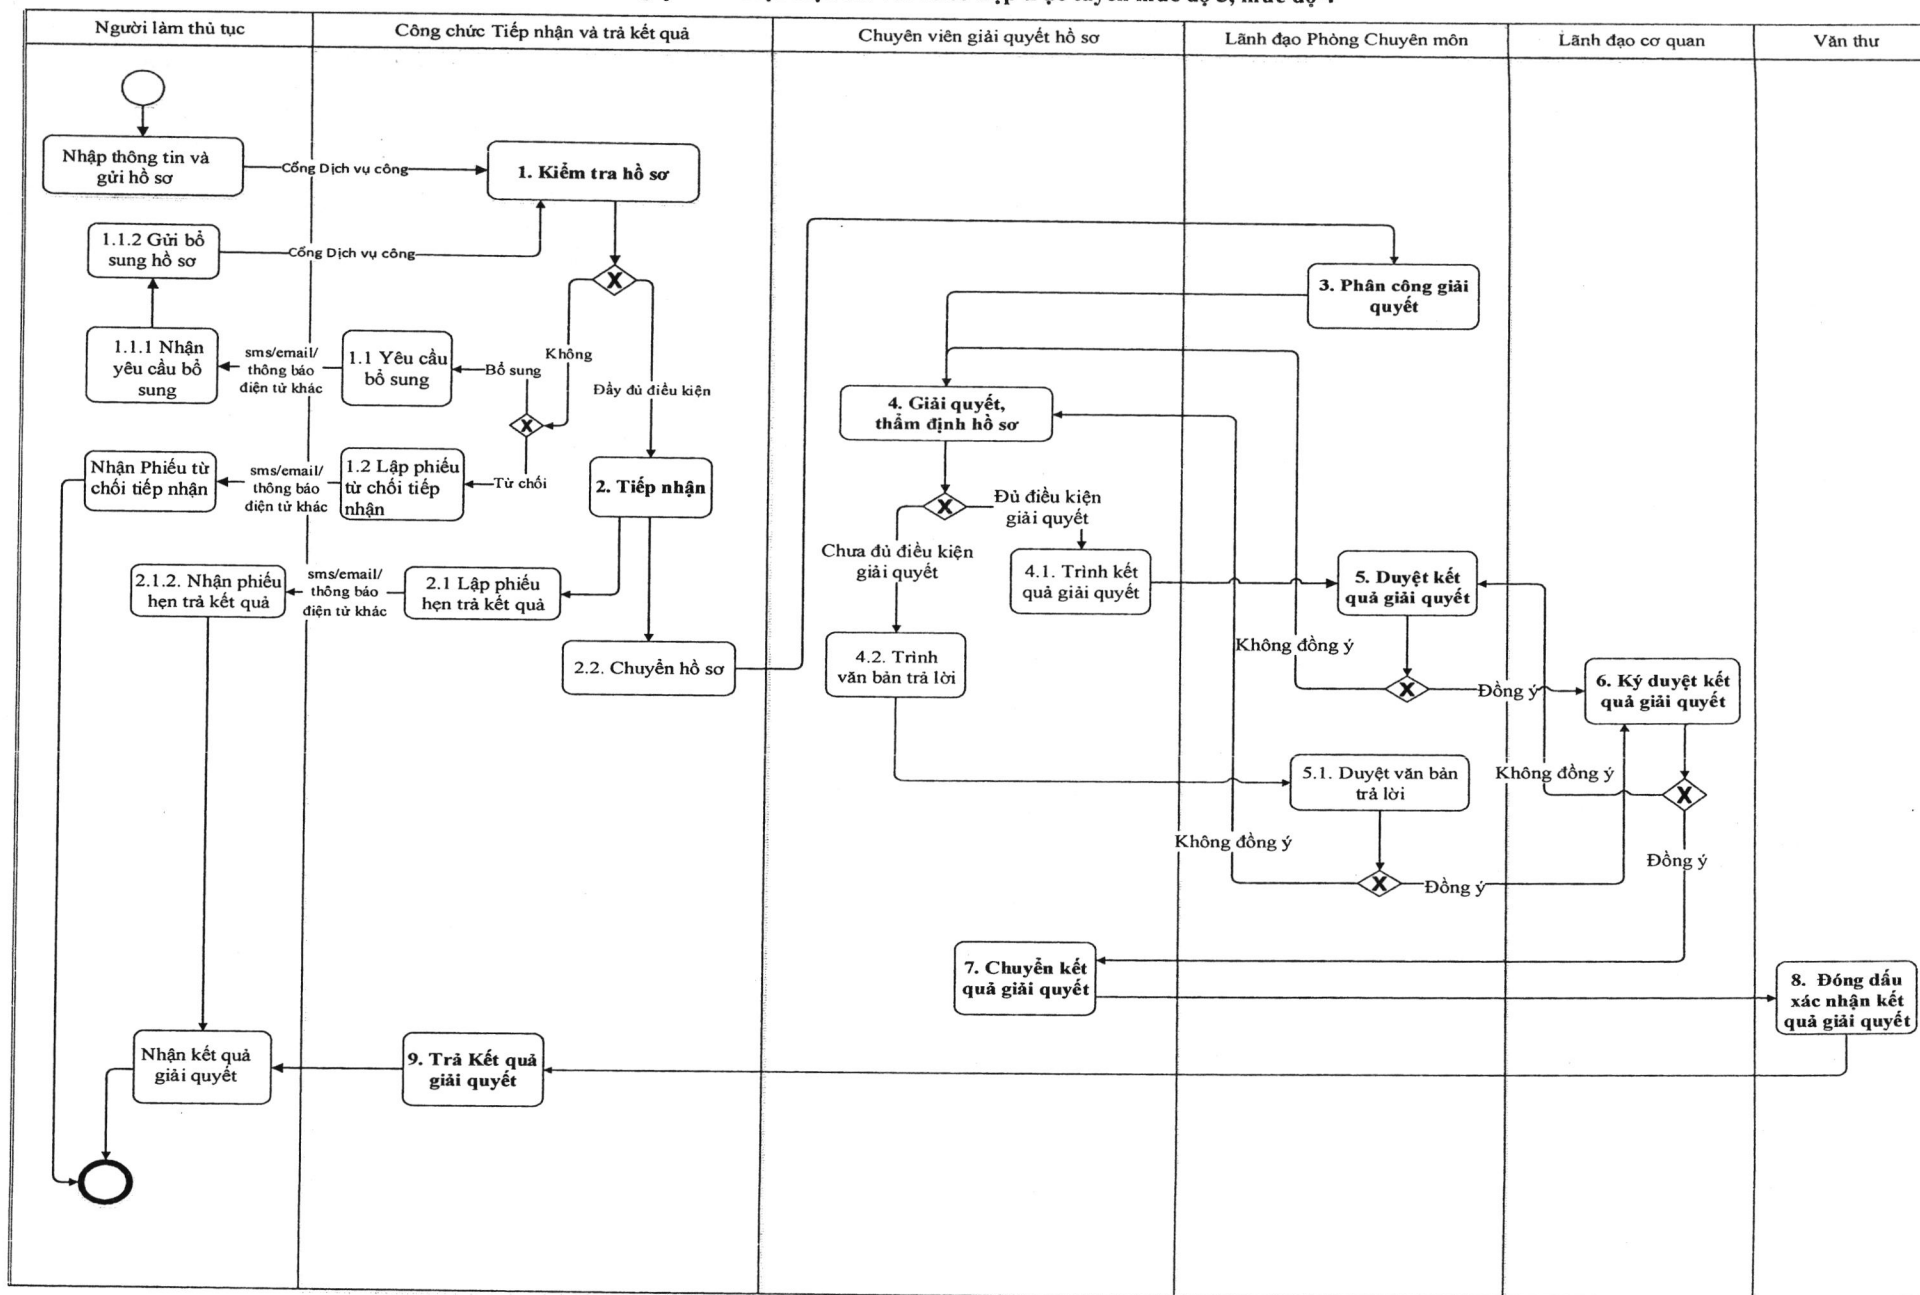 trực tuyến mức độ 3, mức độ 4
Người làm thủ tục
Công chức Tiếp nhận và trả kết quả
Chuyên viên giải quyết hồ sơ
Lãnh đạo Phòng Chuyên môn
Lãnh đạo cơ quan
Văn thư
Nhập thông tin và
gửi hồ sơ
Cổng Dịch vụ công
1. Kiểm tra hồ sơ
1.1.2 Gửi bổ
sung hồ sơ
Cổng Dịch vụ công
X
3. Phân công giải
quyết
1.1.1 Nhận
yêu cầu bổ
sung
sms/email/
thông báo
điện tử khác
1.1 Yêu cầu
bổ sung
Bổ sung
Không
Đầy đủ điều kiện
X
4. Giải quyết,
thẩm định hồ sơ
Nhận Phiếu từ
chối tiếp nhận
sms/email/
thông báo
điện tử khác
1.2 Lập phiếu
từ chối tiếp
nhận
Từ chối
2. Tiếp nhận
X
Đủ điều kiện
giải quyết
Chưa đủ điều kiện
giải quyết
2.1.2. Nhận phiếu
hẹn trả kết quả
sms/email/
thông báo
điện tử khác
2.1 Lập phiếu
hẹn trả kết quả
4.1. Trình kết
quả giải quyết
5. Duyệt kết
quả giải quyết
2.2. Chuyển hồ sơ
4.2. Trình
văn bản trả lời
Không đồng ý
X
Đồng ý
6. Ký duyệt kết
quả giải quyết
5.1. Duyệt văn bản
trả lời
Không đồng ý
X
Không đồng ý
X
Đồng ý
Đồng ý
7. Chuyển kết
quả giải quyết
8. Đóng dấu
xác nhận kết
quả giải quyết
Nhận kết quả
giải quyết
9. Trả Kết quả
giải quyết